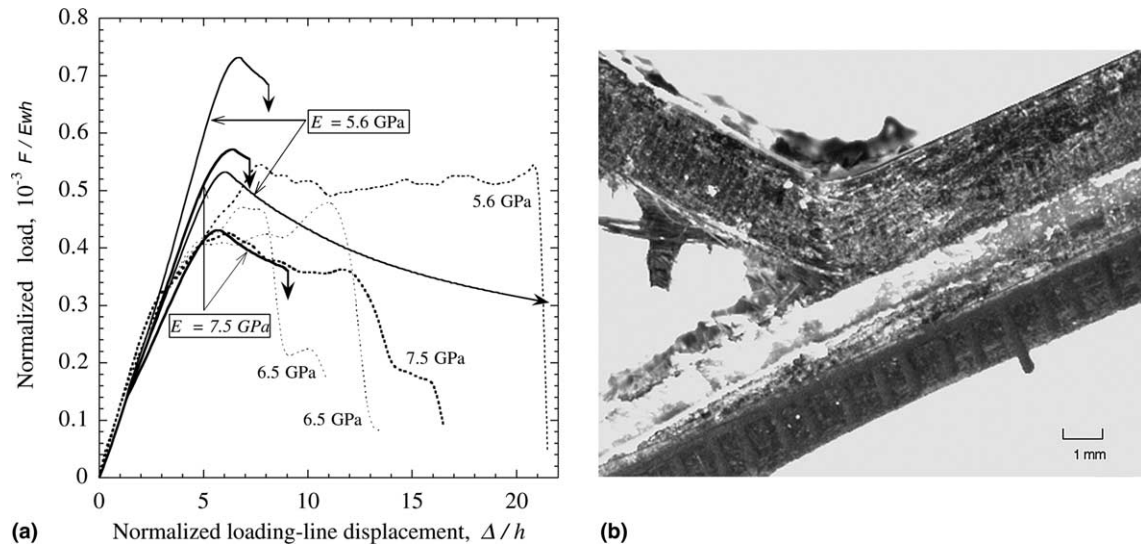 0.8
0.7
0.6
0.5
0.4
0.3
0.2
0.1
0
Normalized load, 10⁻³ F / Ewh
E = 5.6 GPa
5.6 GPa
E = 7.5 GPa
6.5 GPa
7.5 GPa
6.5 GPa
0 5 10 15 20
(a) Normalized loading-line displacement, Δ / h
1 mm
(b)